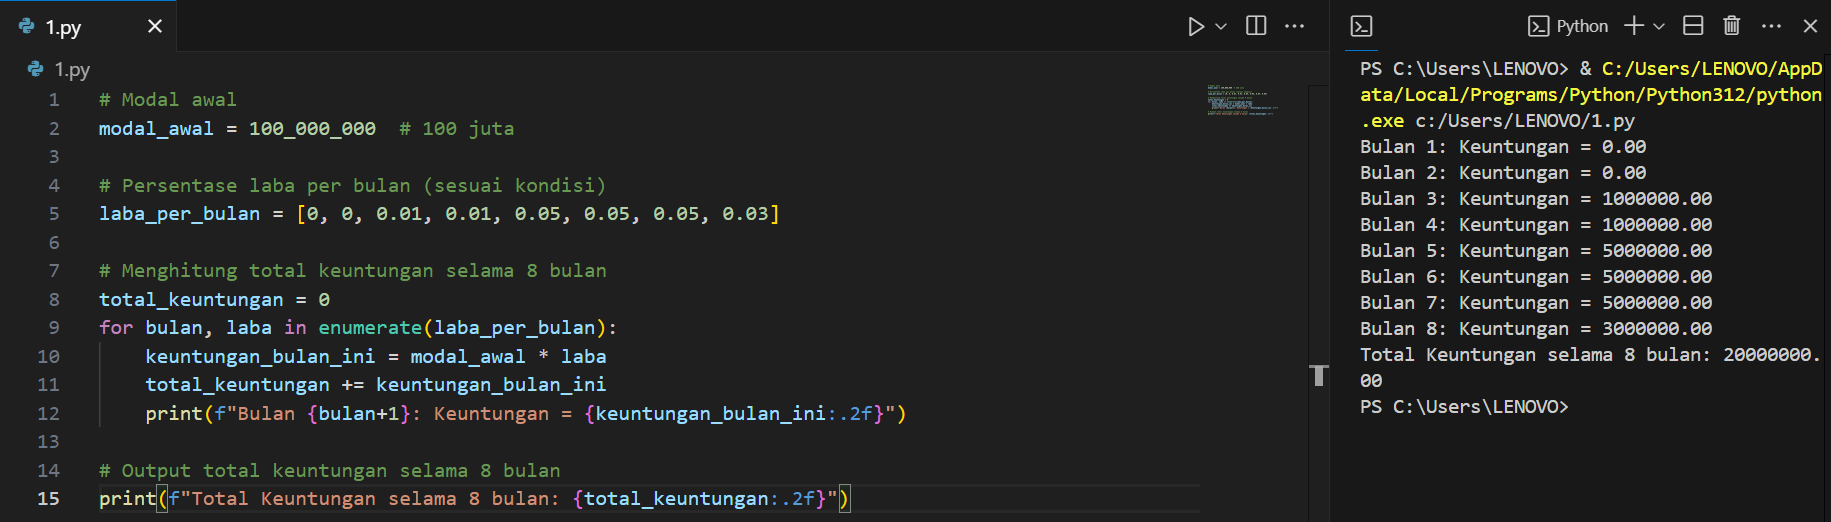 1.py
1.py
1 # Modal awal
2 modal_awal = 100_000_000  # 100 juta
3
4 # Persentase laba per bulan (sesuai kondisi)
5 laba_per_bulan = [0, 0, 0.01, 0.01, 0.05, 0.05, 0.05, 0.03]
6
7 # Menghitung total keuntungan selama 8 bulan
8 total_keuntungan = 0
9 for bulan, laba in enumerate(laba_per_bulan):
10     keuntungan_bulan_ini = modal_awal * laba
11     total_keuntungan += keuntungan_bulan_ini
12     print(f"Bulan {bulan+1}: Keuntungan = {keuntungan_bulan_ini:.2f}")
13
14 # Output total keuntungan selama 8 bulan
15 print(f"Total Keuntungan selama 8 bulan: {total_keuntungan:.2f}")
Python
PS C:\Users\LENOVO> & C:/Users/LENOVO/AppD
ata/Local/Programs/Python/Python312/python
.exe c:/Users/LENOVO/1.py
Bulan 1: Keuntungan = 0.00
Bulan 2: Keuntungan = 0.00
Bulan 3: Keuntungan = 1000000.00
Bulan 4: Keuntungan = 1000000.00
Bulan 5: Keuntungan = 5000000.00
Bulan 6: Keuntungan = 5000000.00
Bulan 7: Keuntungan = 5000000.00
Bulan 8: Keuntungan = 3000000.00
Total Keuntungan selama 8 bulan: 20000000.
00
PS C:\Users\LENOVO>